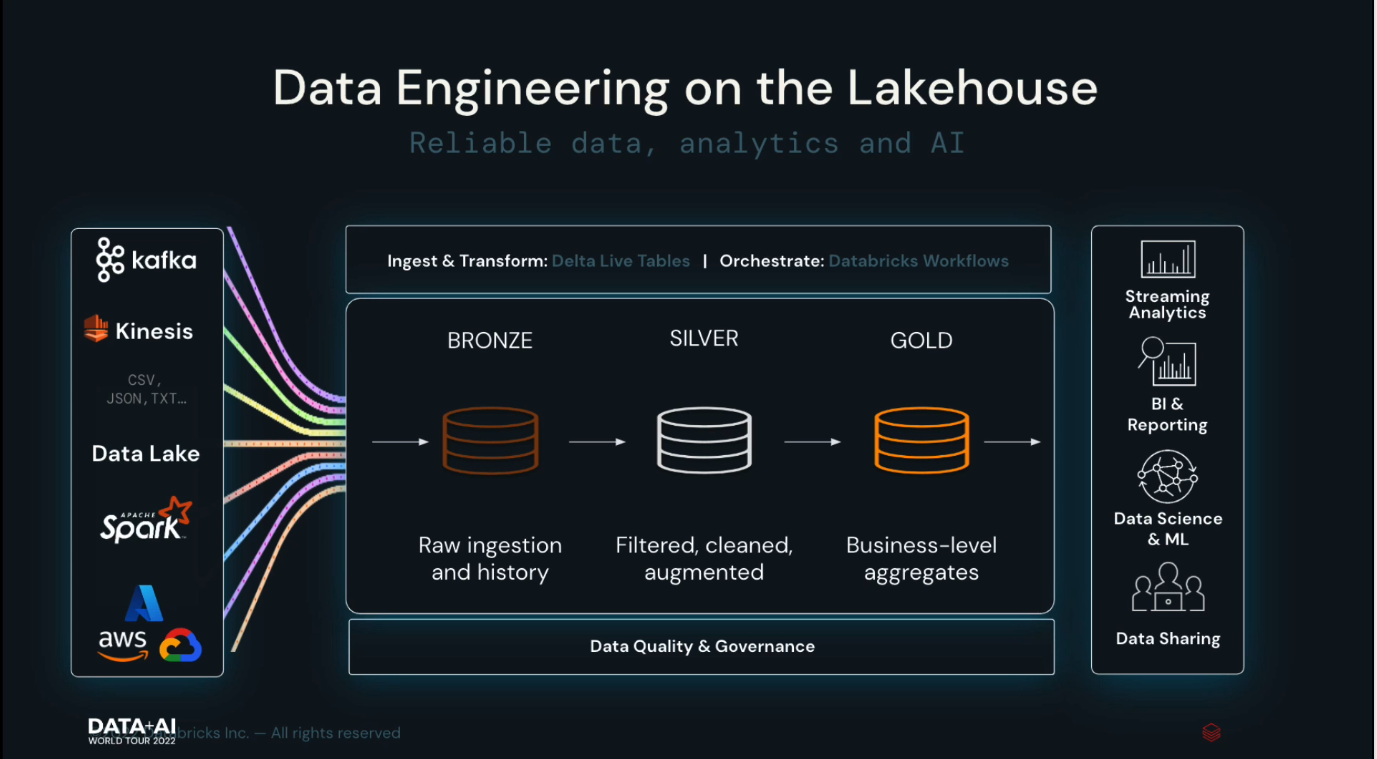 Data Engineering on the Lakehouse
Reliable data, analytics and AI
kafka
Kinesis
CSV,
JSON,TXT…
Data Lake
APACHE
Spark™
aws
Ingest & Transform: Delta Live Tables | Orchestrate: Databricks Workflows
BRONZE
SILVER
GOLD
Raw ingestion
and history
Filtered, cleaned,
augmented
Business-level
aggregates
Data Quality & Governance
Streaming
Analytics
BI &
Reporting
Data Science
& ML
Data Sharing
DATA+AI
WORLD TOUR 2022
bricks Inc. — All rights reserved